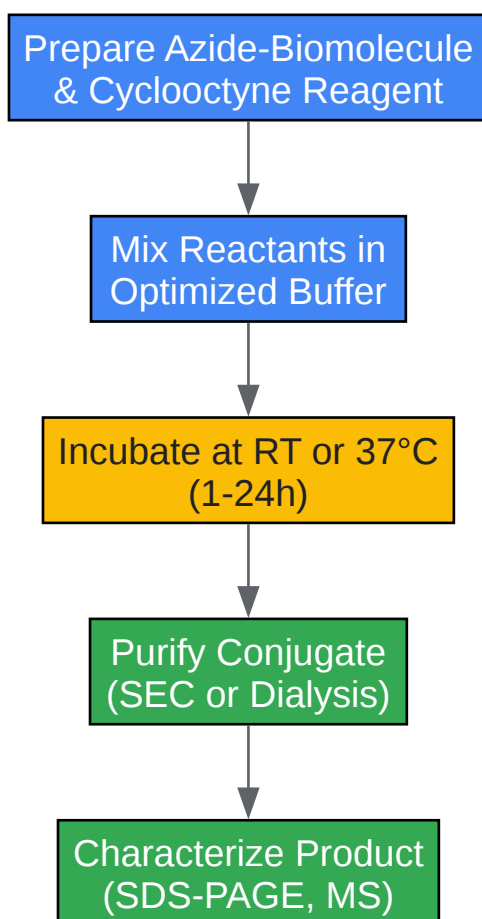 Prepare Azide-Biomolecule
& Cyclooctyne Reagent
Mix Reactants in
Optimized Buffer
Incubate at RT or 37°C
(1-24h)
Purify Conjugate
(SEC or Dialysis)
Characterize Product
(SDS-PAGE, MS)